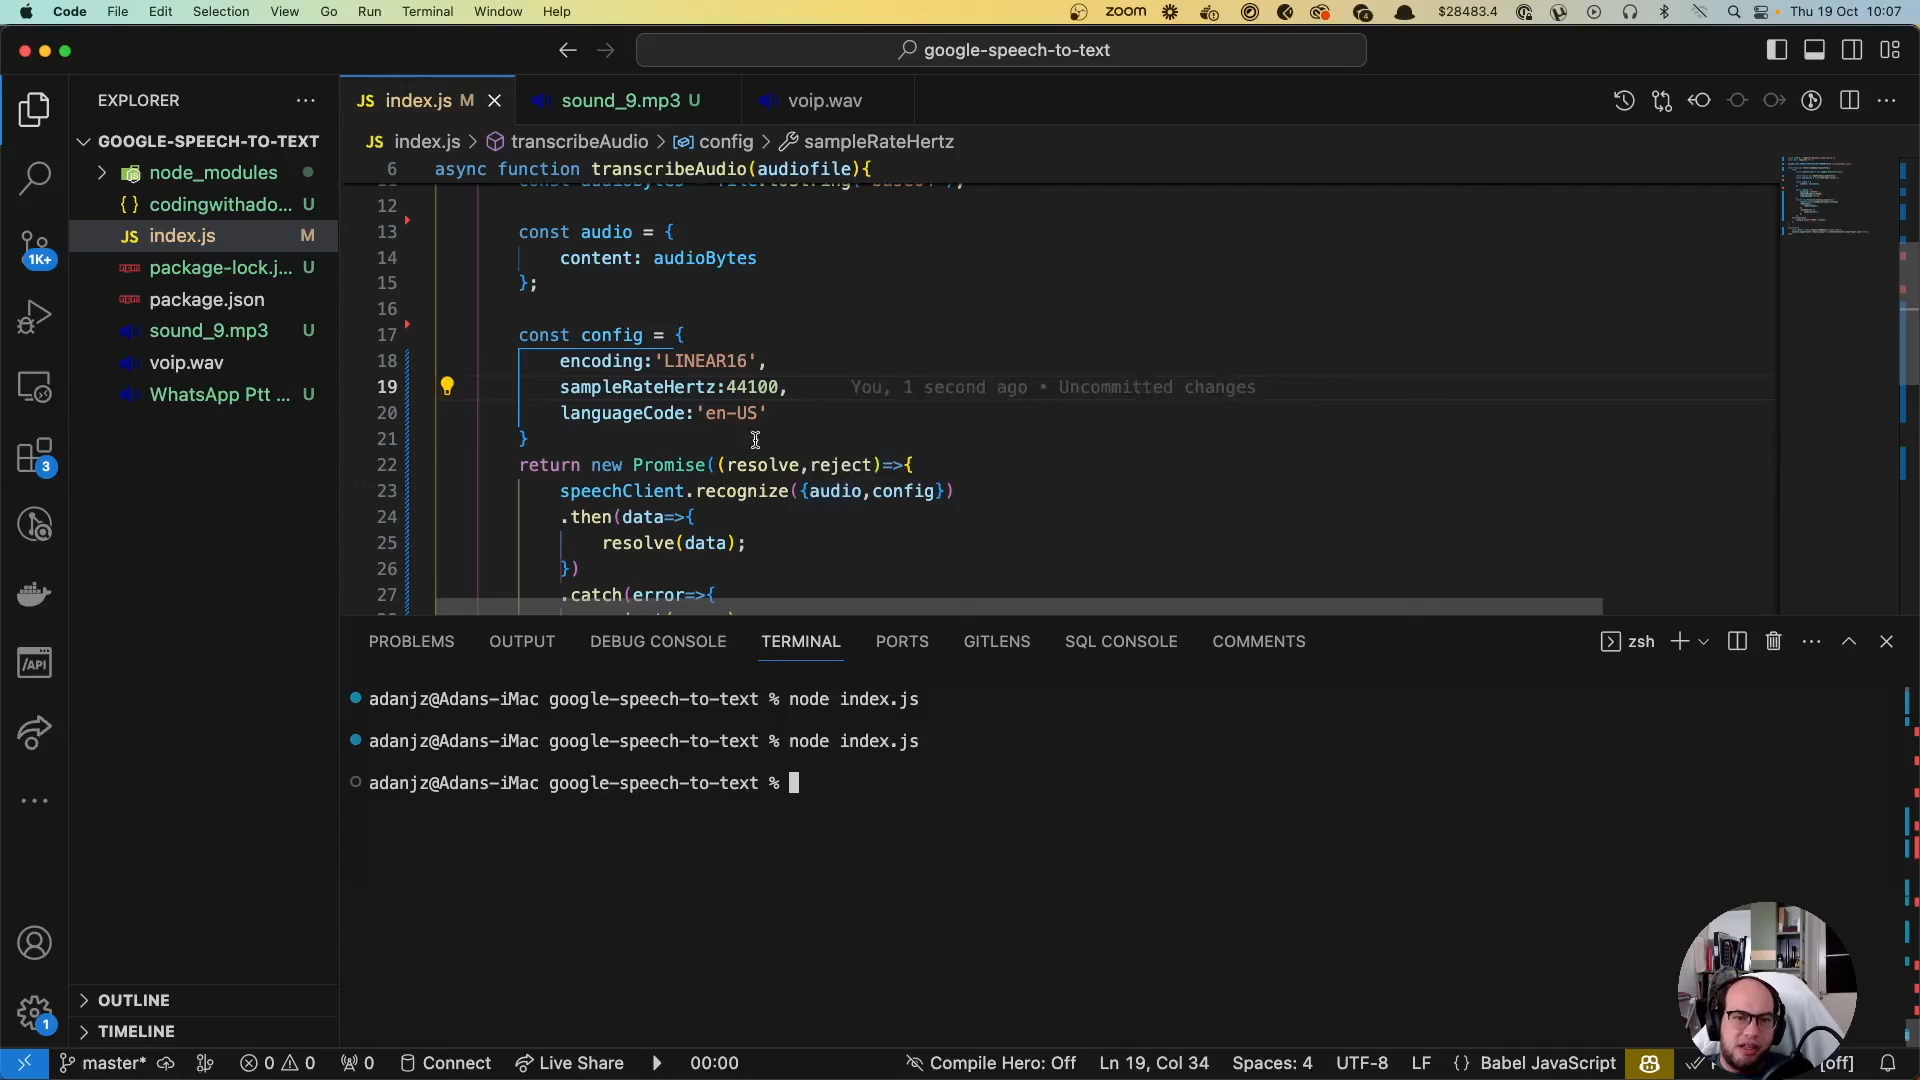 Code File Edit Selection View Go Run Terminal Window Help zoom 4 $28483.4 Thu 19 Oct 10:07
google-speech-to-text
EXPLORER
JS index.js M
sound_9.mp3 U
voip.wav
GOOGLE-SPEECH-TO-TEXT
node_modules
{ } codingwithado... U
JS index.js M
package-lock.j... U
package.json
sound_9.mp3 U
voip.wav
WhatsApp Ptt ... U
1K+
3
OUTLINE
TIMELINE
JS index.js > transcribeAudio > config > sampleRateHertz
6 async function transcribeAudio(audiofile){
12
13 const audio = {
14 content: audioBytes
15 };
16
17 const config = {
18 encoding:'LINEAR16',
19 sampleRateHertz:44100, You, 1 second ago • Uncommitted changes
20 languageCode:'en-US'
21 }
22 return new Promise((resolve,reject)=>{
23 speechClient.recognize({audio,config})
24 .then(data=>{
25 resolve(data);
26 })
27 .catch(error=>{
PROBLEMS OUTPUT DEBUG CONSOLE TERMINAL PORTS GITLENS SQL CONSOLE COMMENTS zsh
adanjz@Adans-iMac google-speech-to-text % node index.js
adanjz@Adans-iMac google-speech-to-text % node index.js
adanjz@Adans-iMac google-speech-to-text %
/API
1
master* 0 0 0 Connect Live Share 00:00 Compile Hero: Off Ln 19, Col 34 Spaces: 4 UTF-8 LF { } Babel JavaScript [off]